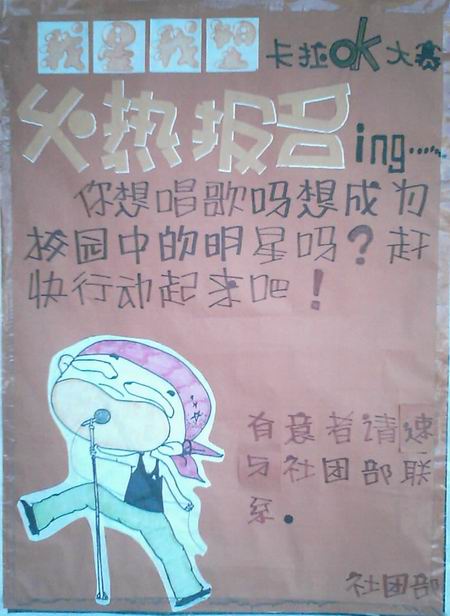 我是我秀卡拉OK大赛
火热报名ing……
你想唱歌吗想成为
校园中的明星吗？赶
快行动起来吧！
有意者请速
与社团部联
系。
社团部